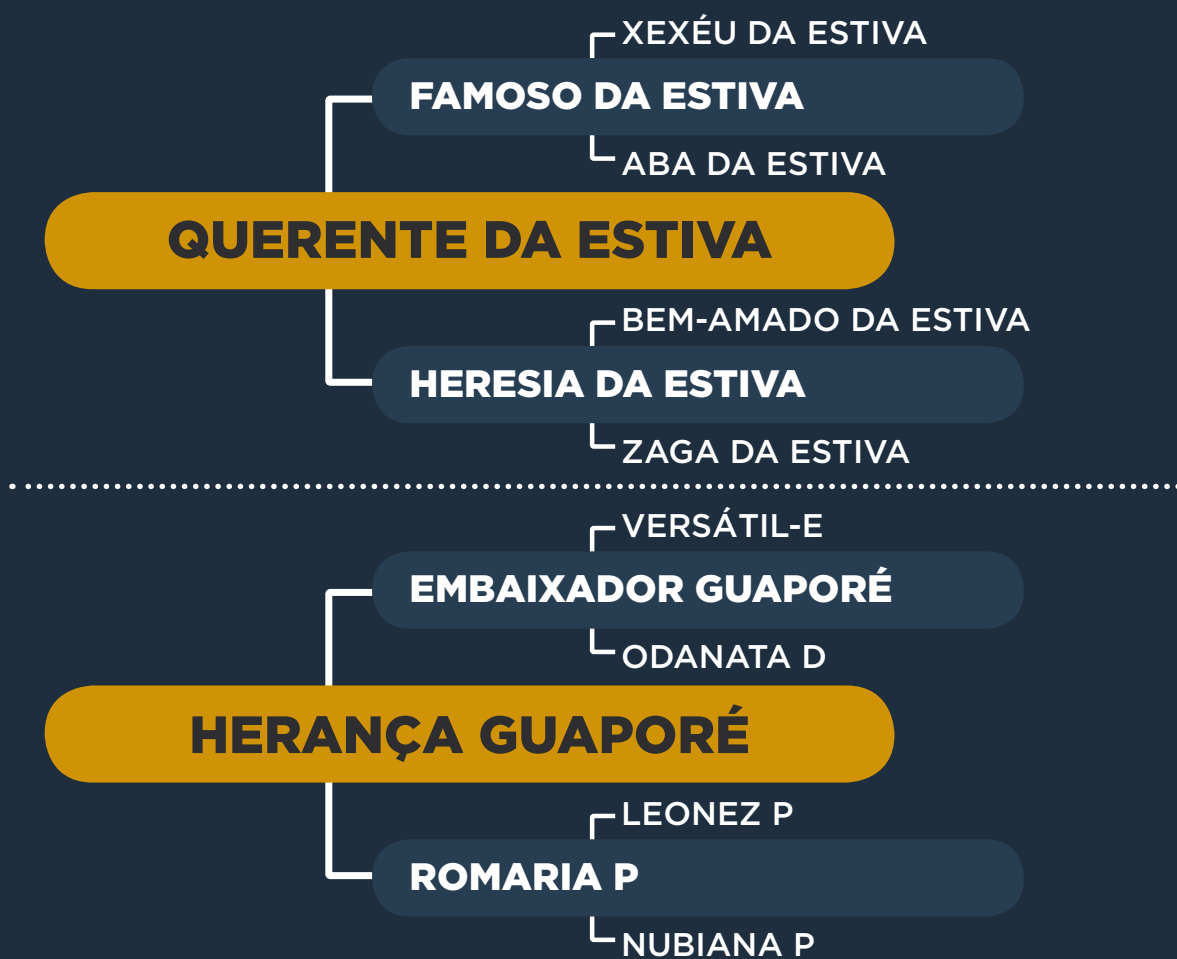 XEXÉU DA ESTIVA
FAMOSO DA ESTIVA
ABA DA ESTIVA
QUERENTE DA ESTIVA
BEM-AMADO DA ESTIVA
HERESIA DA ESTIVA
ZAGA DA ESTIVA
VERSÁTIL-E
EMBAIXADOR GUAPORÉ
ODANATA D
HERANÇA GUAPORÉ
LEONEZ P
ROMARIA P
NUBIANA P